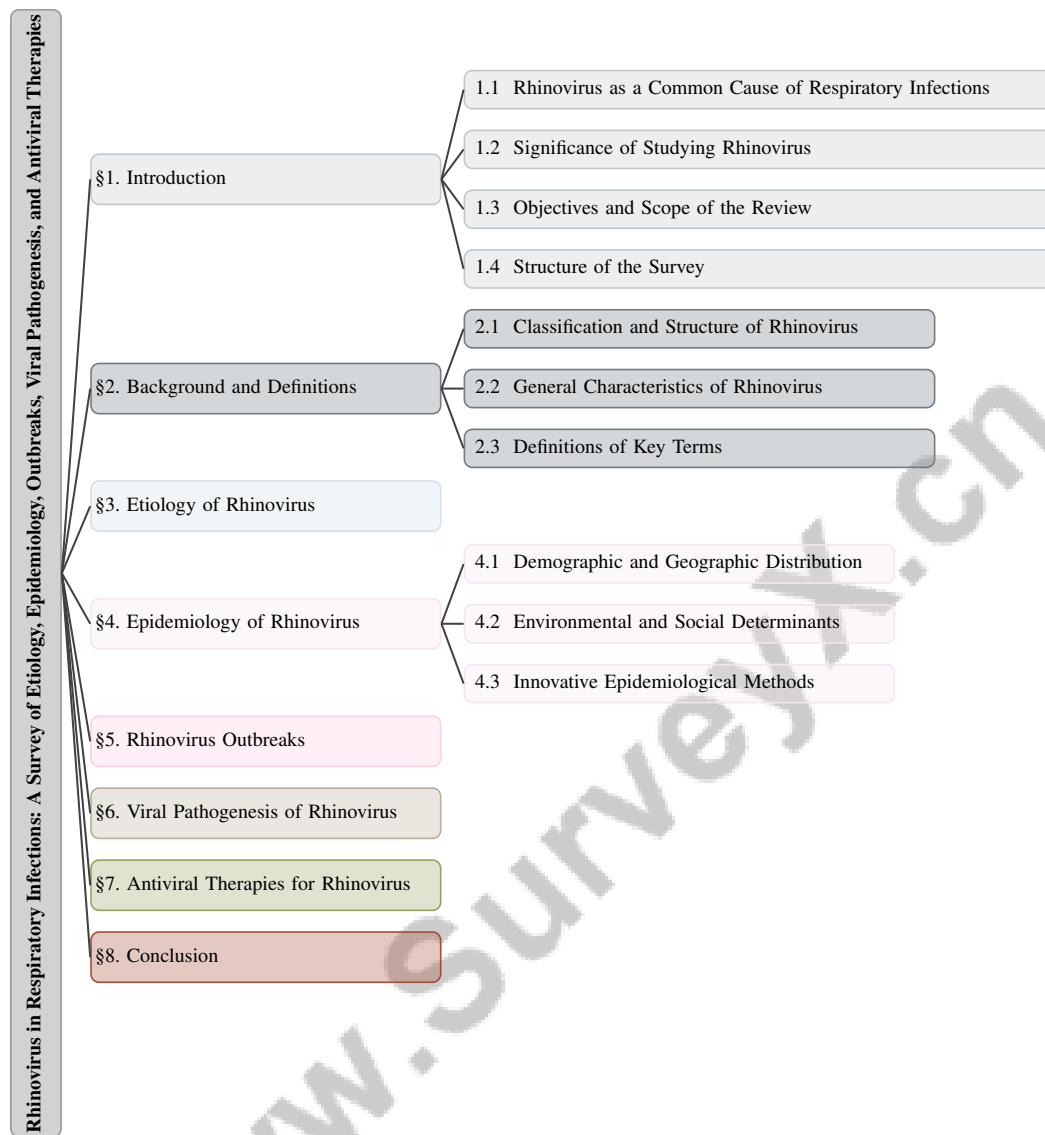 Rhinovirus in Respiratory Infections: A Survey of Etiology, Epidemiology, Outbreaks, Viral Pathogenesis, and Antiviral Therapies
§1. Introduction
1.1 Rhinovirus as a Common Cause of Respiratory Infections
1.2 Significance of Studying Rhinovirus
1.3 Objectives and Scope of the Review
1.4 Structure of the Survey
§2. Background and Definitions
2.1 Classification and Structure of Rhinovirus
2.2 General Characteristics of Rhinovirus
2.3 Definitions of Key Terms
§3. Etiology of Rhinovirus
§4. Epidemiology of Rhinovirus
4.1 Demographic and Geographic Distribution
4.2 Environmental and Social Determinants
4.3 Innovative Epidemiological Methods
§5. Rhinovirus Outbreaks
§6. Viral Pathogenesis of Rhinovirus
§7. Antiviral Therapies for Rhinovirus
§8. Conclusion
www.surveyx.cn